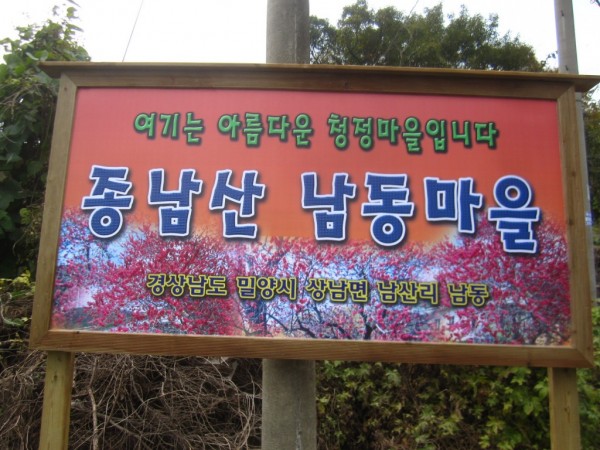 여기는 아름다운 청정마을입니다
종남산 남동마을
경상남도 밀양시 상남면 남산리 남동